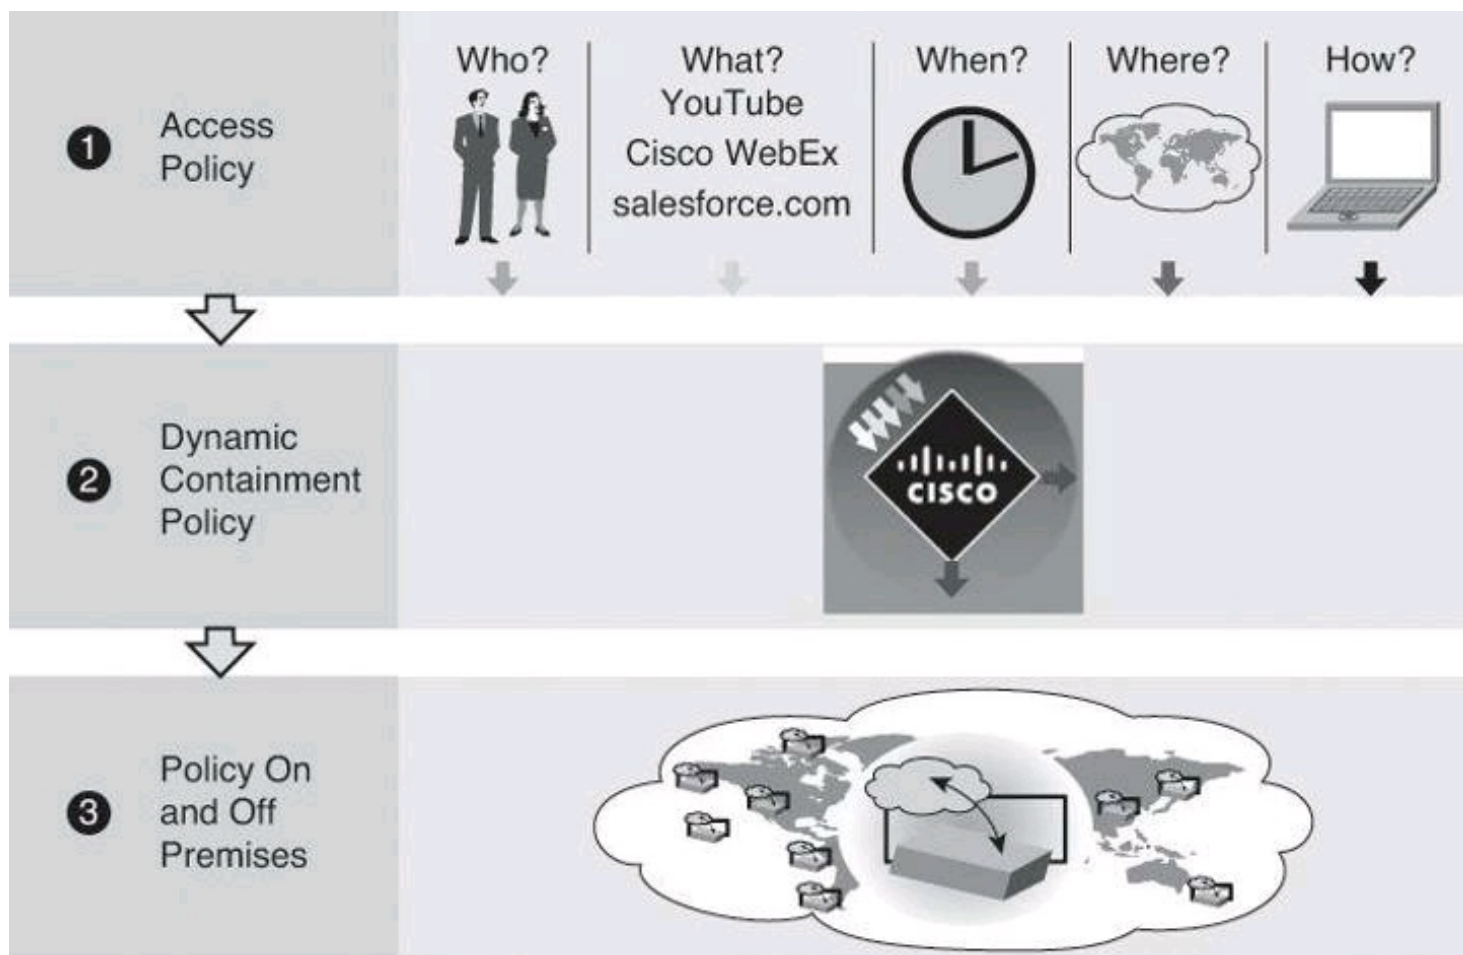 Who?
What?
When?
Where?
How?
YouTube
Cisco WebEx
salesforce.com
1
Access
Policy
2
Dynamic
Containment
Policy
CISCO
3
Policy On
and Off
Premises